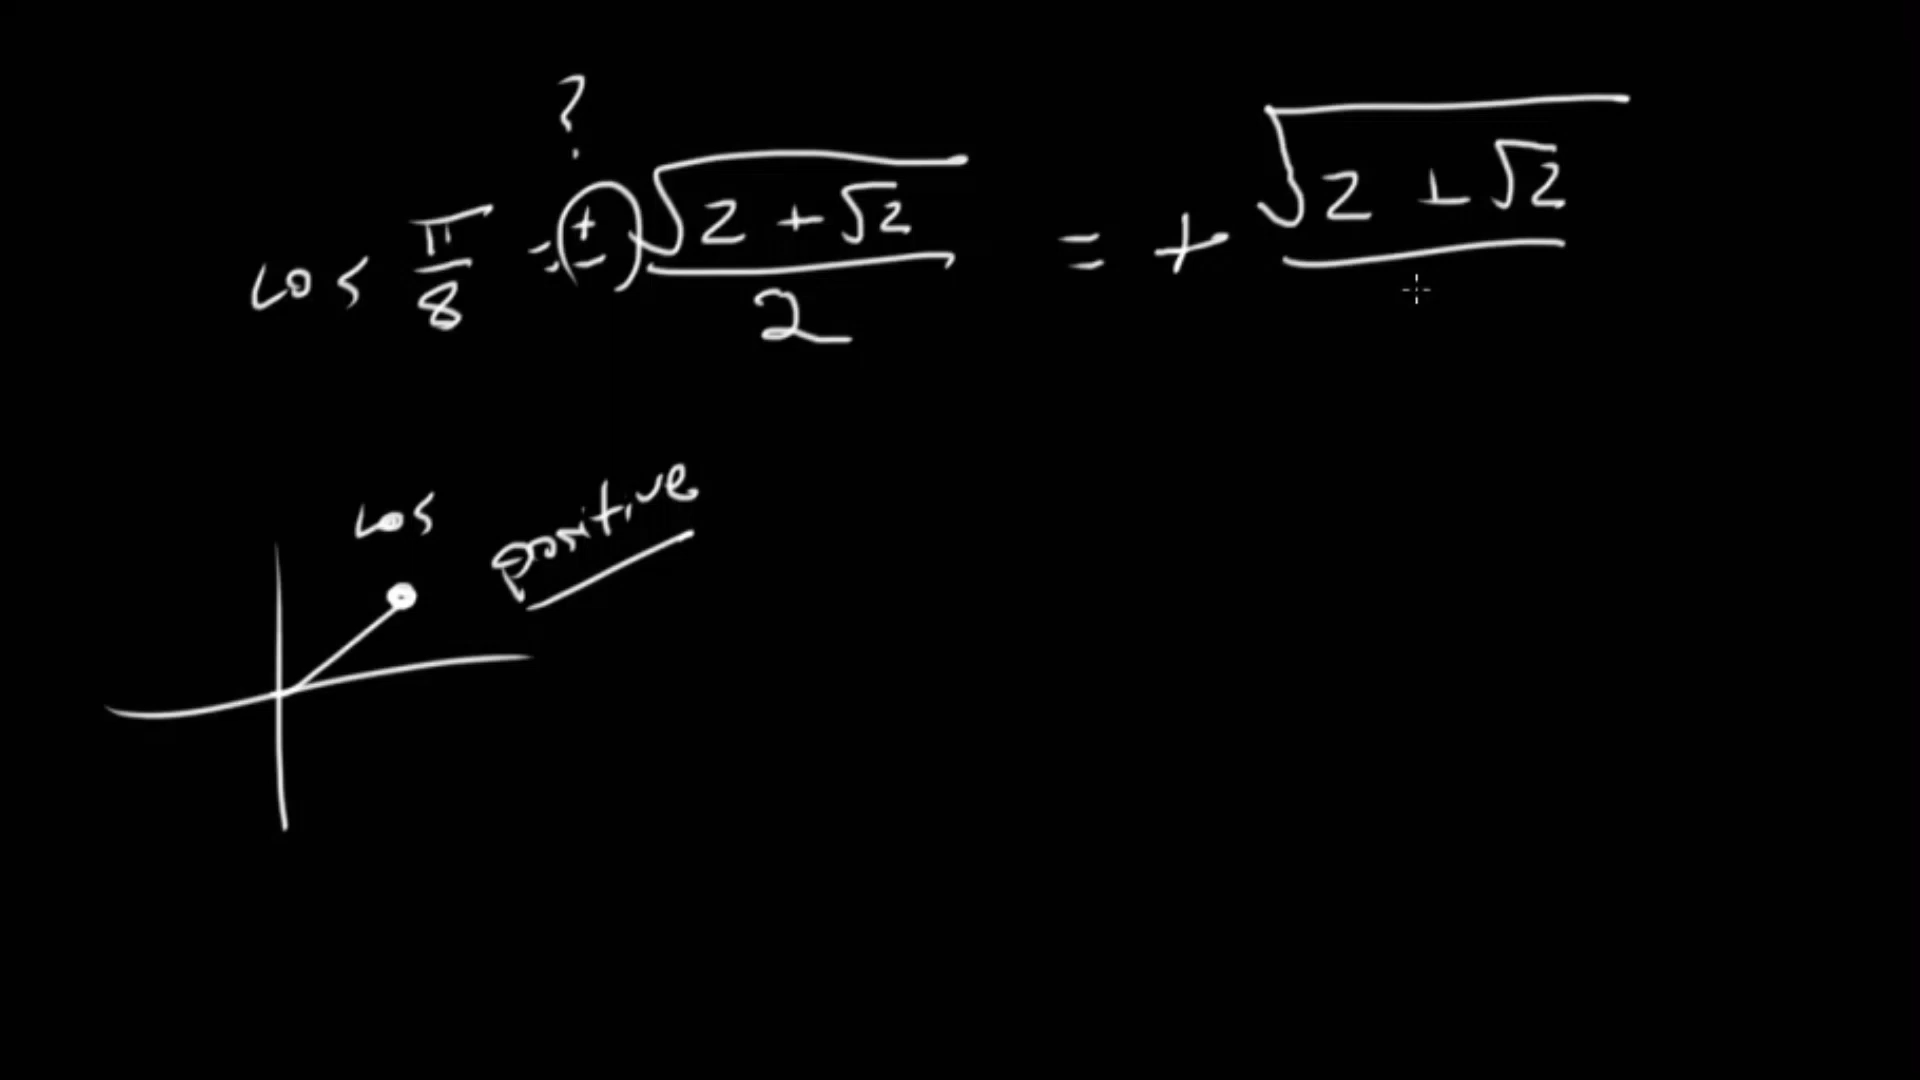 ?
cos π/8 = ± √(2 + √2)/2 = + √(2 + √2)
cos positive